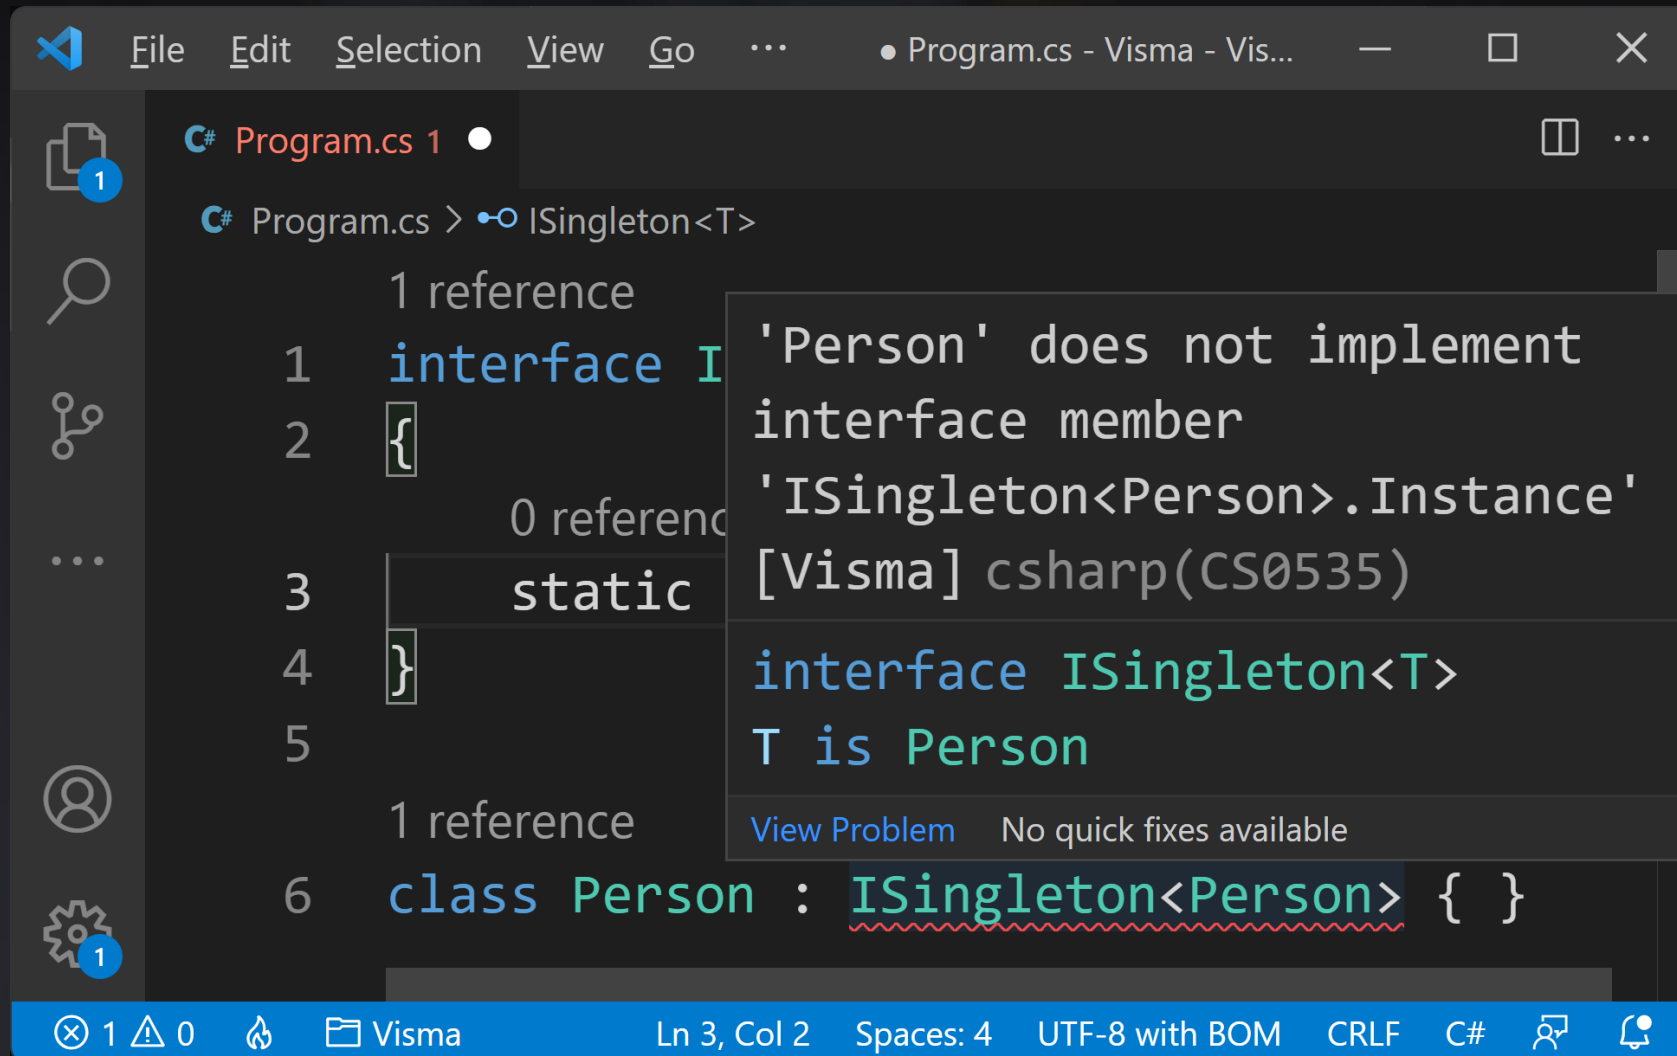 File Edit Selection View Go ··· ● Program.cs - Visma - Vis...
C# Program.cs 1
C# Program.cs > ISingleton<T>
1
1 reference
1 interface I
2 {
0 referenc
3 static
4 }
5
1 reference
6 class Person : ISingleton<Person> { }
'Person' does not implement
interface member
'ISingleton<Person>.Instance'
[Visma] csharp(CS0535)
interface ISingleton<T>
T is Person
View Problem No quick fixes available
1
1 0 Visma Ln 3, Col 2 Spaces: 4 UTF-8 with BOM CRLF C#